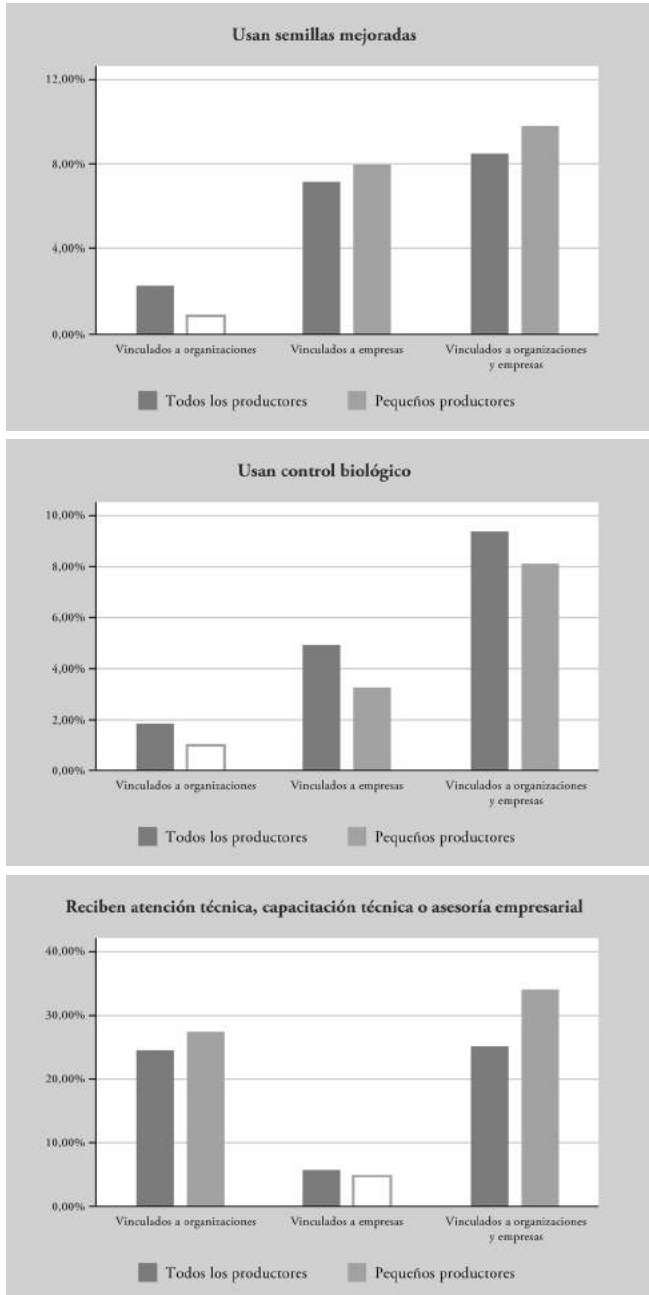 Usan semillas mejoradas
12,00%
8,00%
4,00%
0,00%
Vinculados a organizaciones
Vinculados a empresas
Vinculados a organizaciones
y empresas
Todos los productores
Pequeños productores
Usan control biológico
10,00%
8,00%
6,00%
4,00%
2,00%
0,00%
Vinculados a organizaciones
Vinculados a empresas
Vinculados a organizaciones
y empresas
Todos los productores
Pequeños productores
Reciben atención técnica, capacitación técnica o asesoría empresarial
40,00%
30,00%
20,00%
10,00%
0,00%
Vinculados a organizaciones
Vinculados a empresas
Vinculados a organizaciones
y empresas
Todos los productores
Pequeños productores